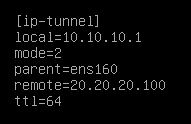 [ip-tunnel]
local=10.10.10.1
mode=2
parent=ens160
remote=20.20.20.100
ttl=64